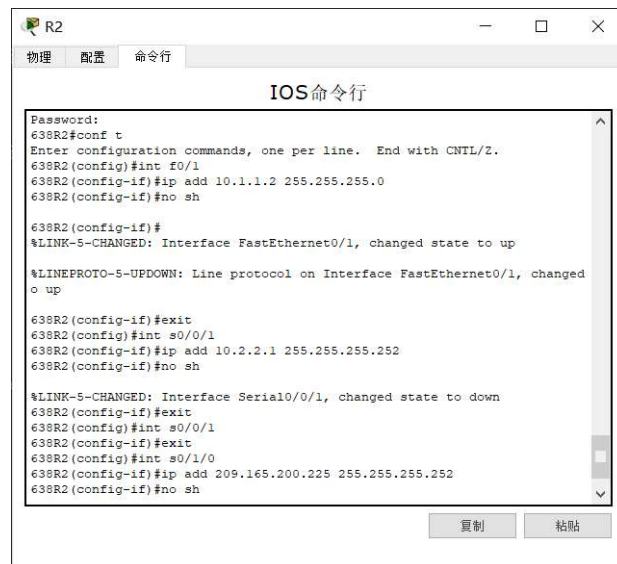 R2
物理 配置 命令行
IOS命令行
Password:
638R2#conf t
Enter configuration commands, one per line.  End with CNTL/Z.
638R2(config)#int f0/1
638R2(config-if)#ip add 10.1.1.2 255.255.255.0
638R2(config-if)#no sh
638R2(config-if)#
%LINK-5-CHANGED: Interface FastEthernet0/1, changed state to up
%LINEPROTO-5-UPDOWN: Line protocol on Interface FastEthernet0/1, changed
o up
638R2(config-if)#exit
638R2(config)#int s0/0/1
638R2(config-if)#ip add 10.2.2.1 255.255.255.252
638R2(config-if)#no sh
%LINK-5-CHANGED: Interface Serial0/0/1, changed state to down
638R2(config-if)#exit
638R2(config)#int s0/0/1
638R2(config-if)#exit
638R2(config)#int s0/1/0
638R2(config-if)#ip add 209.165.200.225 255.255.255.252
638R2(config-if)#no sh
复制 粘贴